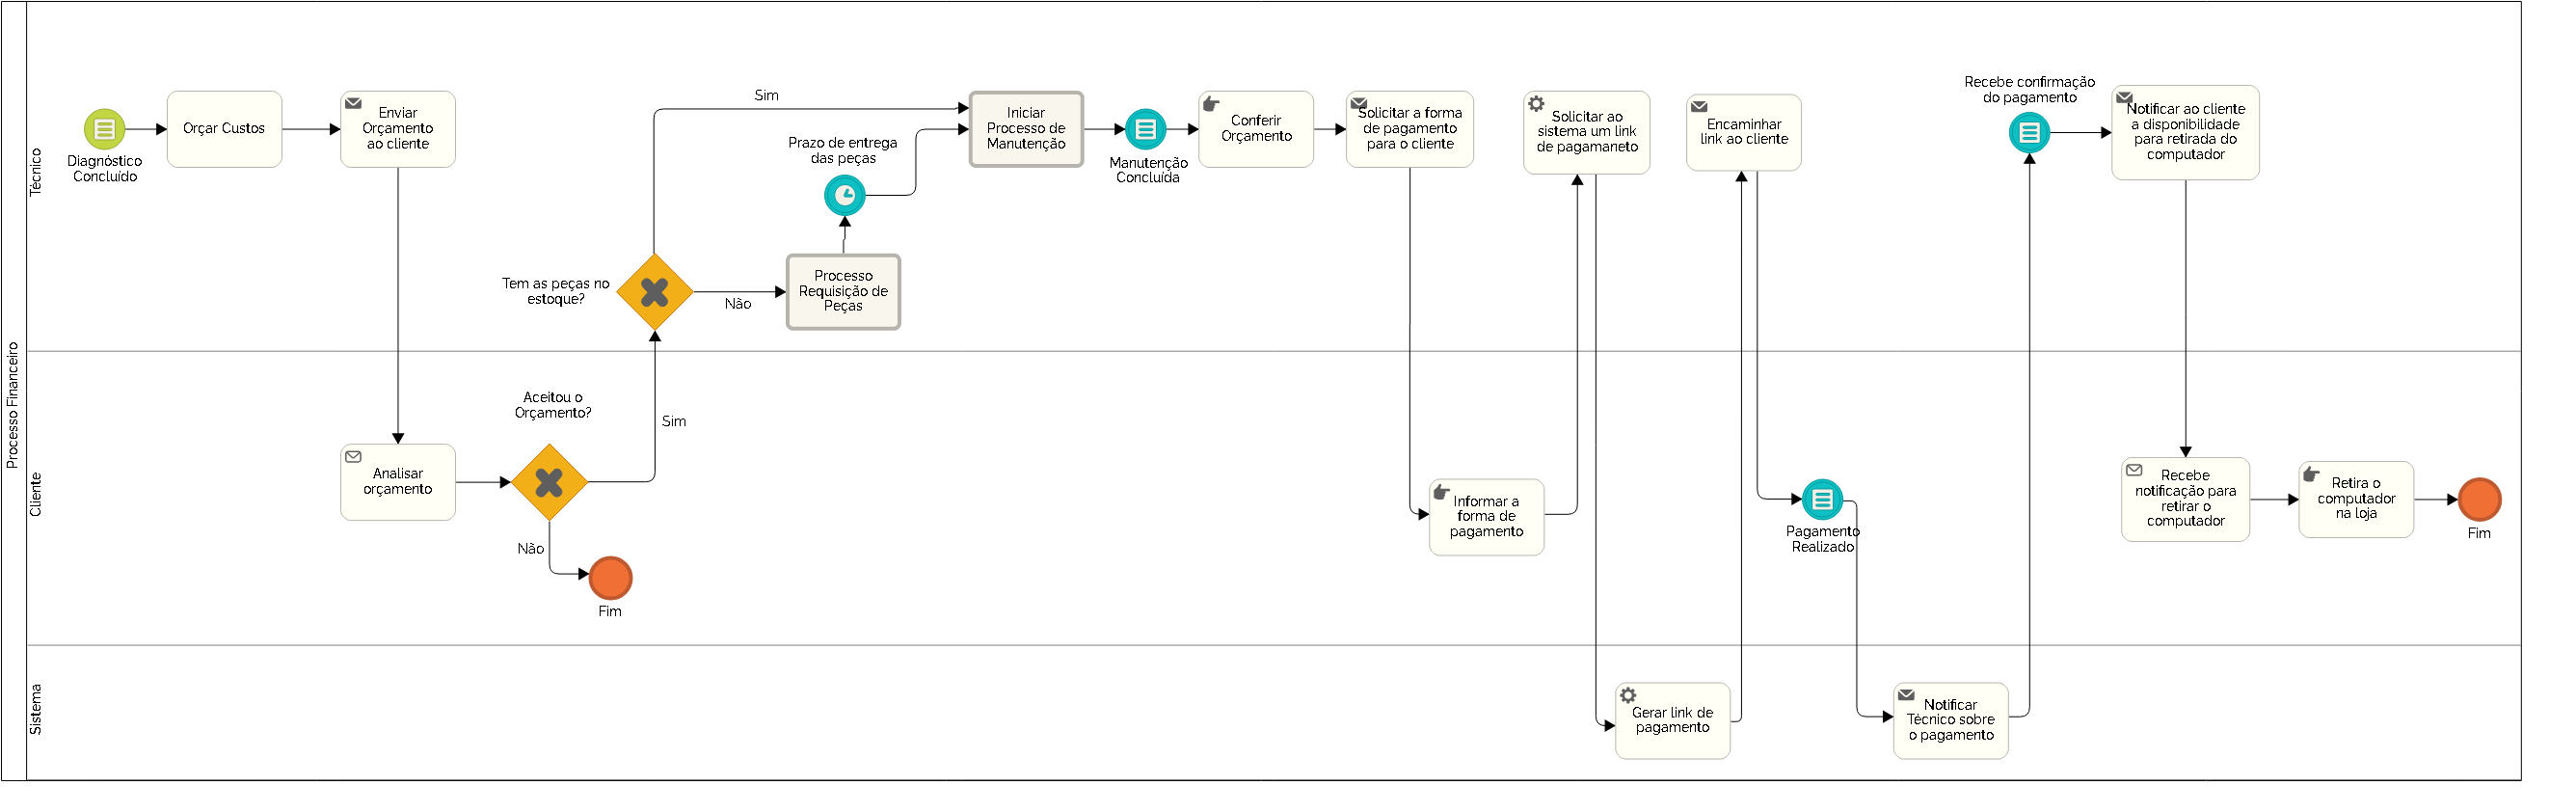 Processo Financeiro
Técnico
Diagnóstico
Concluído
Orçar Custos
Enviar
Orçamento
ao cliente
Tem as peças no
estoque?
Sim
Não
Processo
Requisição de
Peças
Prazo de entrega
das peças
Iniciar
Processo de
Manutenção
Manutenção
Concluída
Conferir
Orçamento
Solicitar a forma
de pagamento
para o cliente
Solicitar ao
sistema um link
de pagamaneto
Encaminhar
link ao cliente
Recebe confirmação
do pagamento
Notificar ao cliente
a disponibilidade
para retirada do
computador
Cliente
Analisar
orçamento
Aceitou o
Orçamento?
Sim
Não
Fim
Informar a
forma de
pagamento
Pagamento
Realizado
Recebe
notificação para
retirar o
computador
Retira o
computador
na loja
Fim
Sistema
Gerar link de
pagamento
Notificar
Técnico sobre
o pagamento